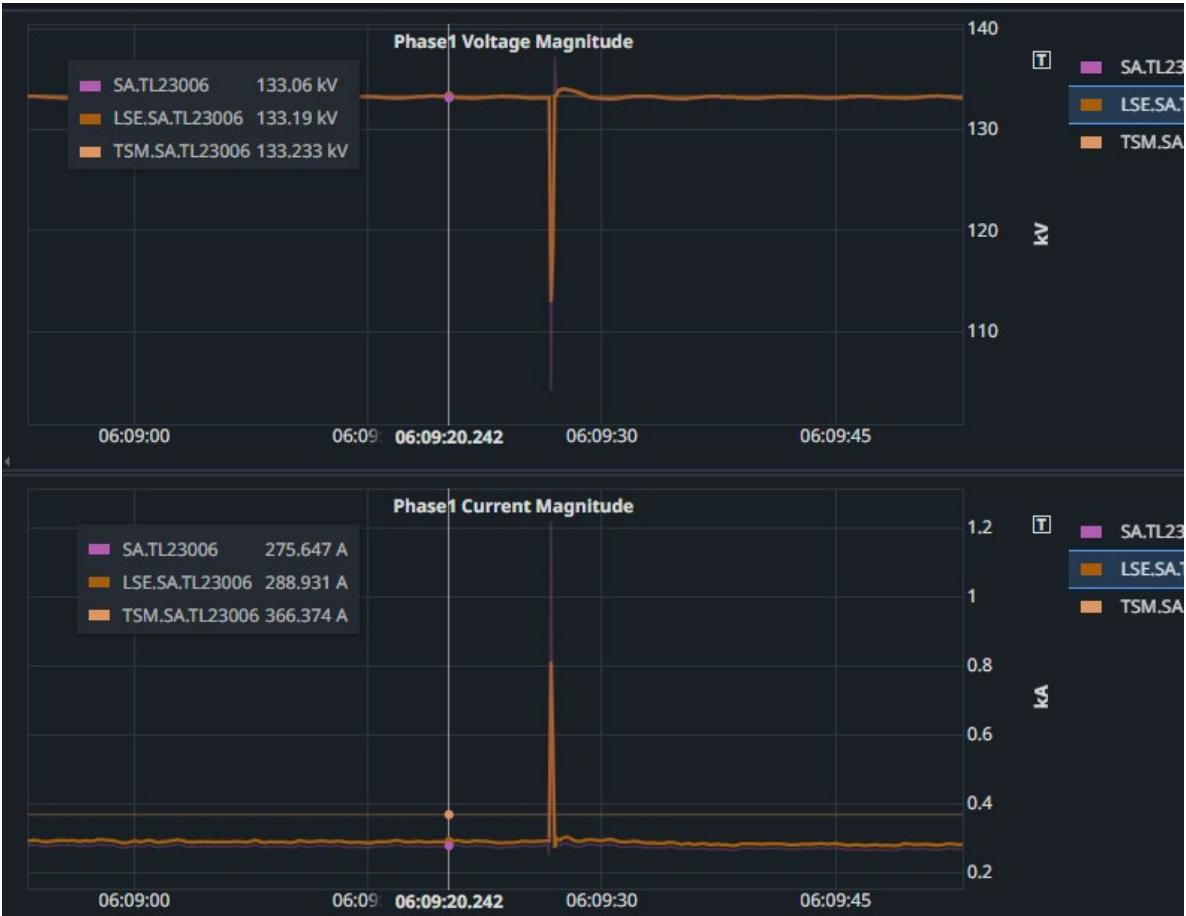 Phase1 Voltage Magnitude
SA.TL23006 133.06 kV
LSE.SA.TL23006 133.19 kV
TSM.SA.TL23006 133.233 kV
140
130
120
110
kV
T
SA.TL23
LSE.SA.T
TSM.SA
06:09:00 06:09: 06:09:20.242 06:09:30 06:09:45
Phase1 Current Magnitude
SA.TL23006 275.647 A
LSE.SA.TL23006 288.931 A
TSM.SA.TL23006 366.374 A
1.2
1
0.8
0.6
0.4
0.2
kA
T
SA.TL23
LSE.SA.T
TSM.SA
06:09:00 06:09: 06:09:20.242 06:09:30 06:09:45